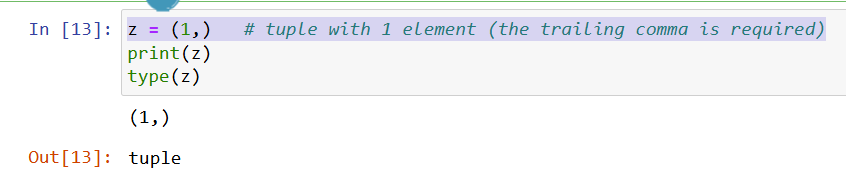 In [13]: z = (1,)   # tuple with 1 element (the trailing comma is required)
print(z)
type(z)
(1,)
Out[13]: tuple